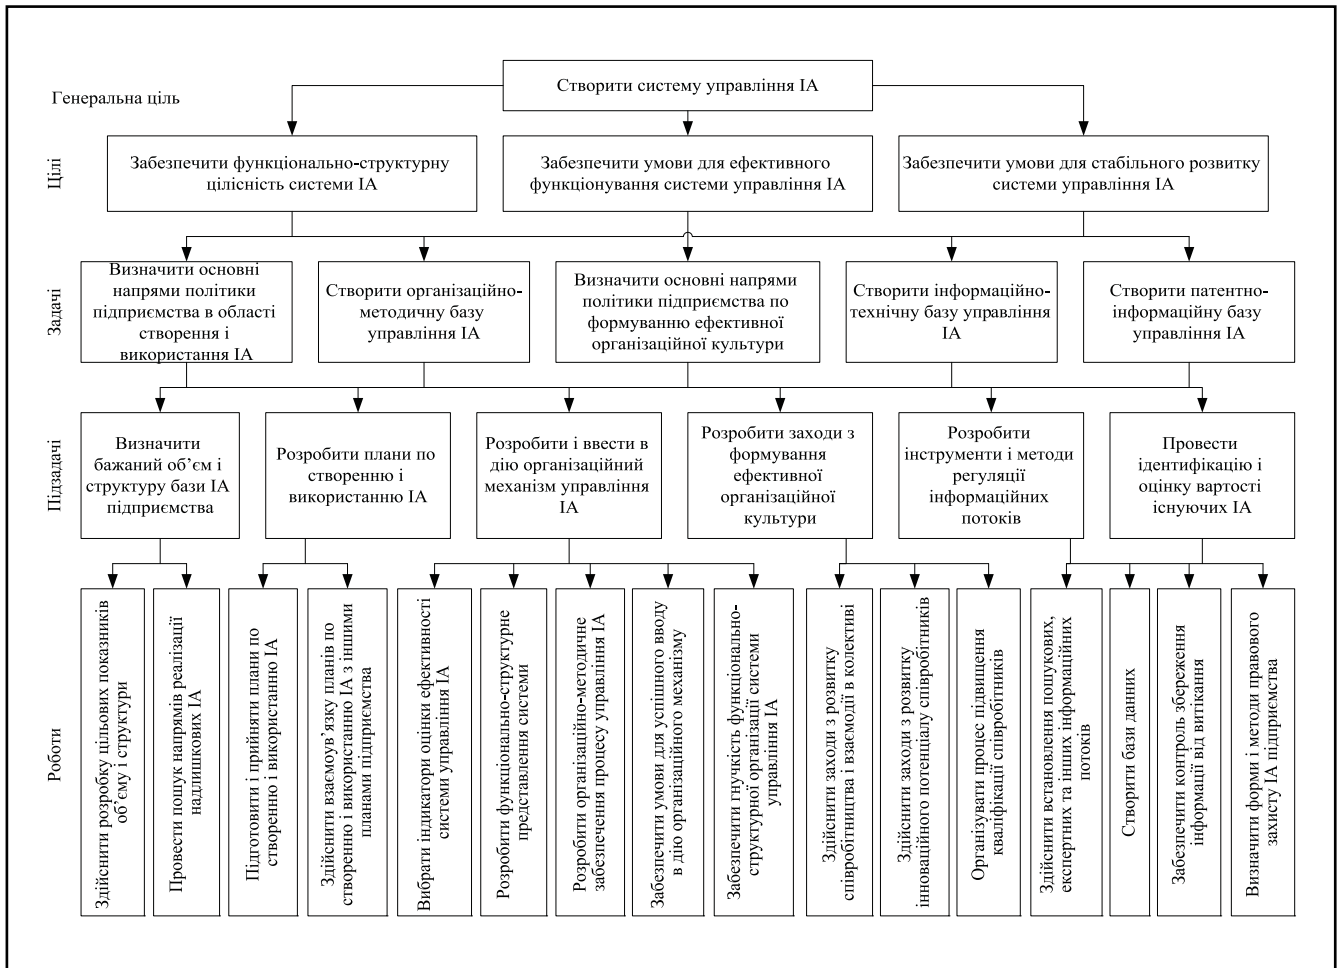 Створити систему управління ІА
Генеральна ціль
Цілі
Забезпечити функціонально-структурну
цілісність системи ІА
Забезпечити умови для ефективного
функціонування системи управління ІА
Забезпечити умови для стабільного розвитку
системи управління ІА
Задачі
Визначити основні
напрями політики
підприємства в області
створення і
використання ІА
Створити організаційно-
методичну базу
управління ІА
Визначити основні напрями
політики підприємства по
формуванню ефективної
організаційної культури
Створити інформаційно-
технічну базу управління
ІА
Створити патентно-
інформаційну базу
управління ІА
Підзадачі
Визначити
бажаний об’єм і
структуру бази ІА
підприємства
Розробити плани по
створенню і
використанню ІА
Розробити і ввести в
дію організаційний
механізм управління
ІА
Розробити заходи з
формування
ефективної
організаційної
культури
Розробити
інструменти і методи
регуляції
інформаційних
потоків
Провести
ідентифікацію і
оцінку вартості
існуючих ІА
Роботи
Здійснити розробку цільових показників
об’єму і структури
Провести пошук напрямів реалізації
надлишкових ІА
Підготовити і прийняти плани по
створенню і використанню ІА
Здійснити взаємоув’язку планів по
створенню і використанню ІА з іншими
планами підприємства
Вибрати індикатори оцінки ефективності
системи управління ІА
Розробити функціонально-структурне
представлення системи
Розробити організаційно-методичне
забезпечення процесу управління ІА
Забезпечити умови для успішного вводу
в дію організаційного механізму
Забезпечити гнучкість функціонально-
структурної організації системи
управління ІА
Здійснити заходи з розвитку
співробітництва і взаємодії в колективі
Здійснити заходи з розвитку
інноваційного потенціалу співробітників
Організувати процес підвищення
кваліфікації співробітників
Здійснити встановлення пошукових,
експертних та інших інформаційних
потоків
Створити бази данних
Забезпечити контроль збереження
інформації від витікання
Визначити форми і методи правового
захисту ІА підприємства